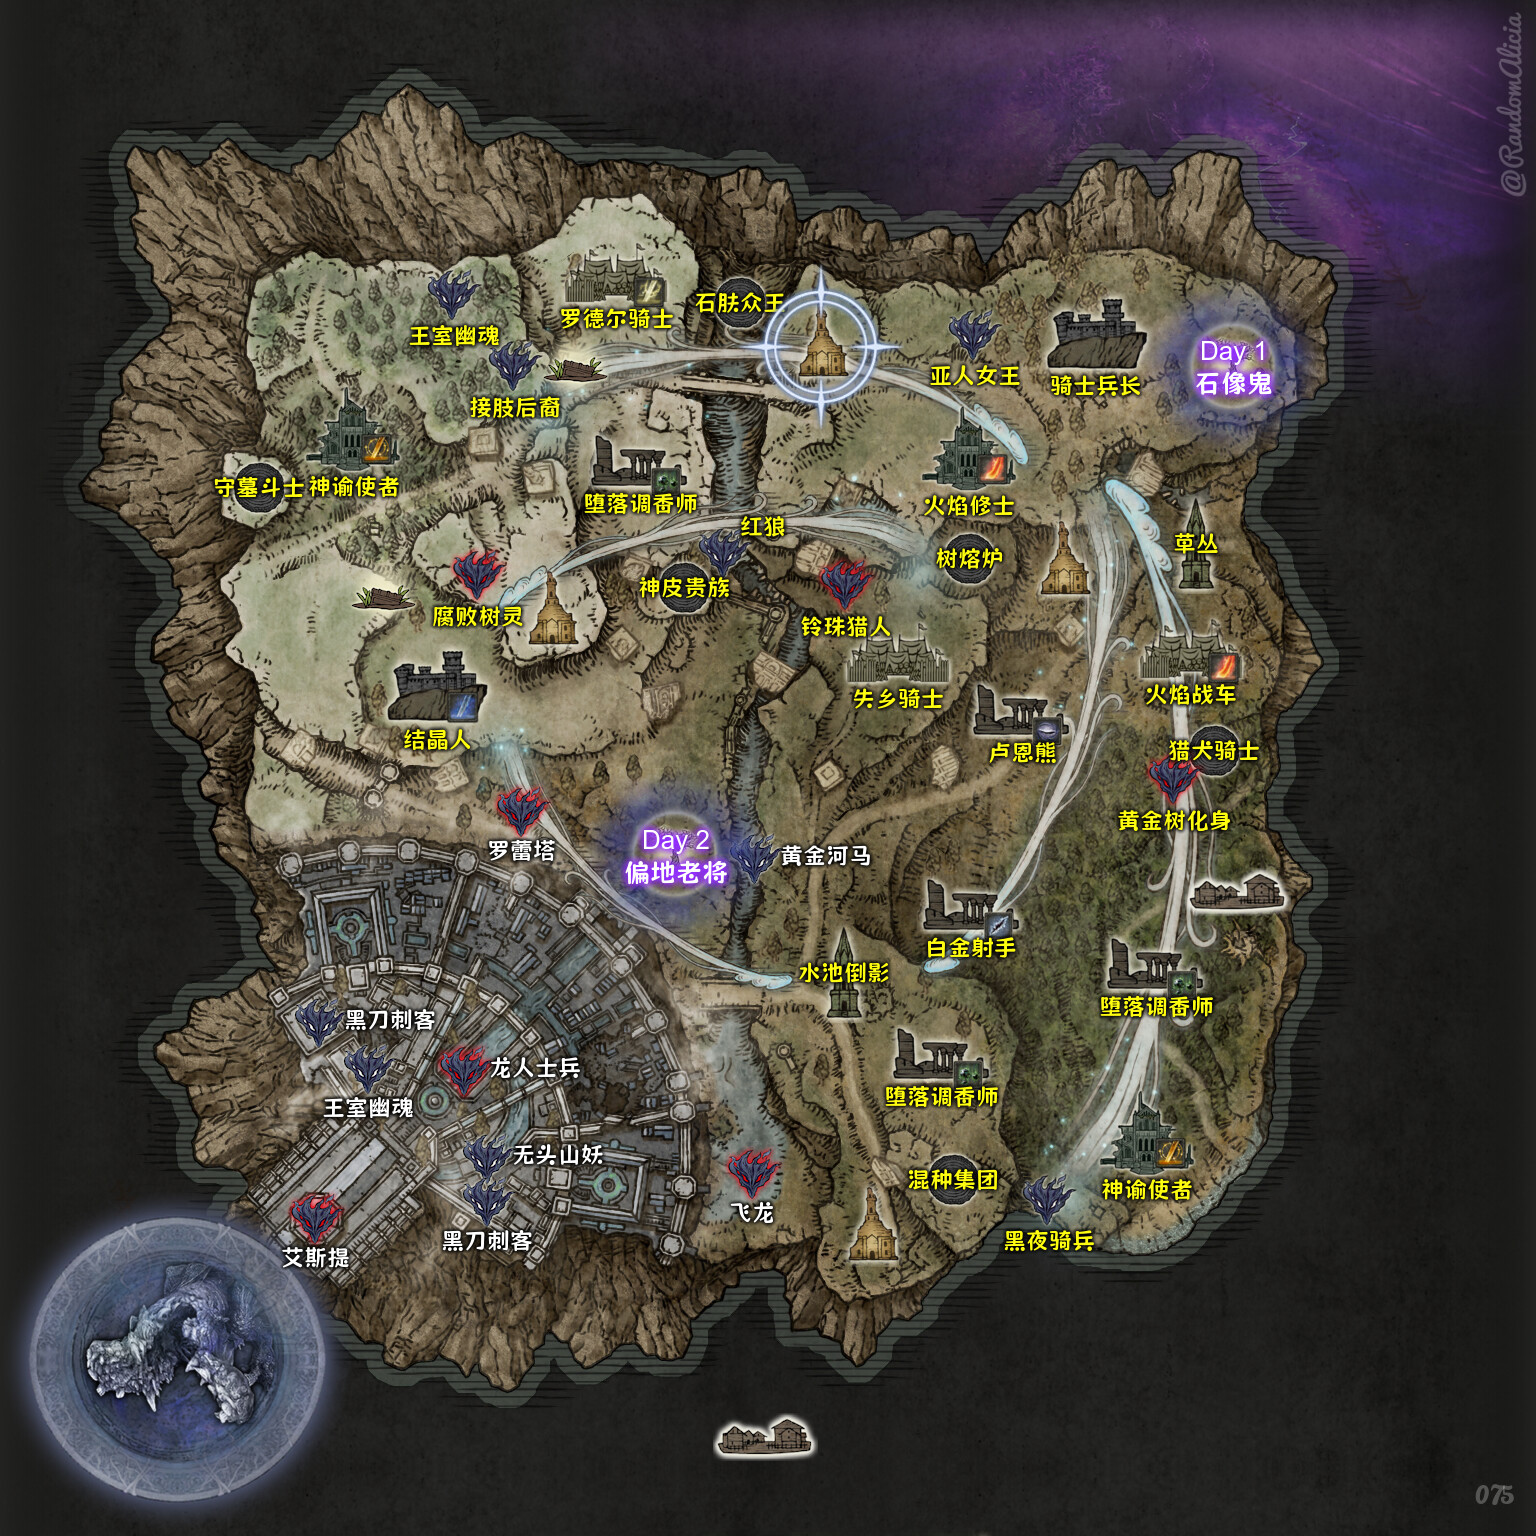 @RandomAlicia
王室幽魂
罗德尔骑士
石肤众王
亚人女王
骑士兵长
Day 1
石像鬼
接肢后裔
守墓斗士
神谕使者
堕落调香师
红狼
火焰修士
草丛
树熔炉
神皮贵族
腐败树灵
铃珠猎人
失乡骑士
火焰战车
结晶人
卢恩熊
猎犬骑士
黄金树化身
罗蕾塔
Day 2
偏地老将
黄金河马
白金射手
水池倒影
堕落调香师
黑刀刺客
龙人士兵
王室幽魂
堕落调香师
无头山妖
混种集团
神谕使者
飞龙
黑刀刺客
黑夜骑兵
艾斯提
075